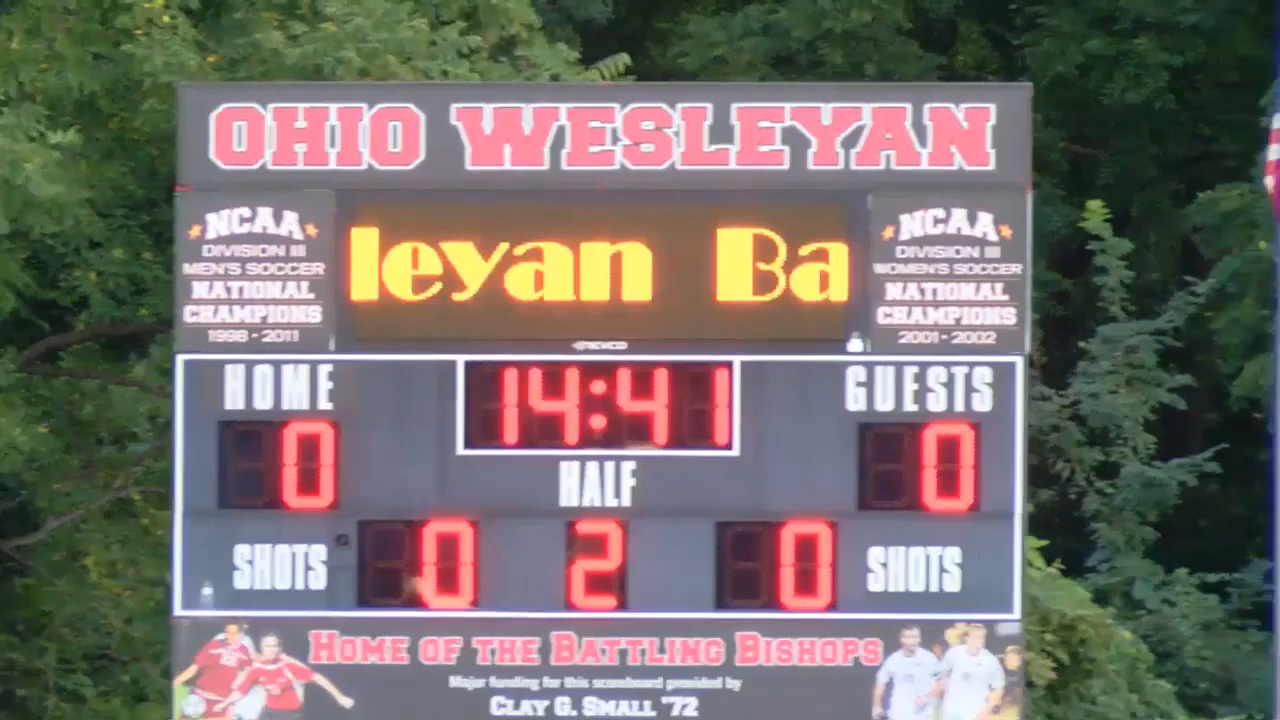 OHIO WESLEYAN
NCAA
DIVISION III
MEN'S SOCCER
NATIONAL
CHAMPIONS
1998 - 2011
leyan Ba
NCAA
DIVISION III
WOMEN'S SOCCER
NATIONAL
CHAMPIONS
2001 - 2002
HOME
14:41
GUESTS
0
HALF
0
SHOTS
0
2
0
SHOTS
HOME OF THE BATTLING BISHOPS
Major funding for this scoreboard provided by
CLAY G. SMALL '72